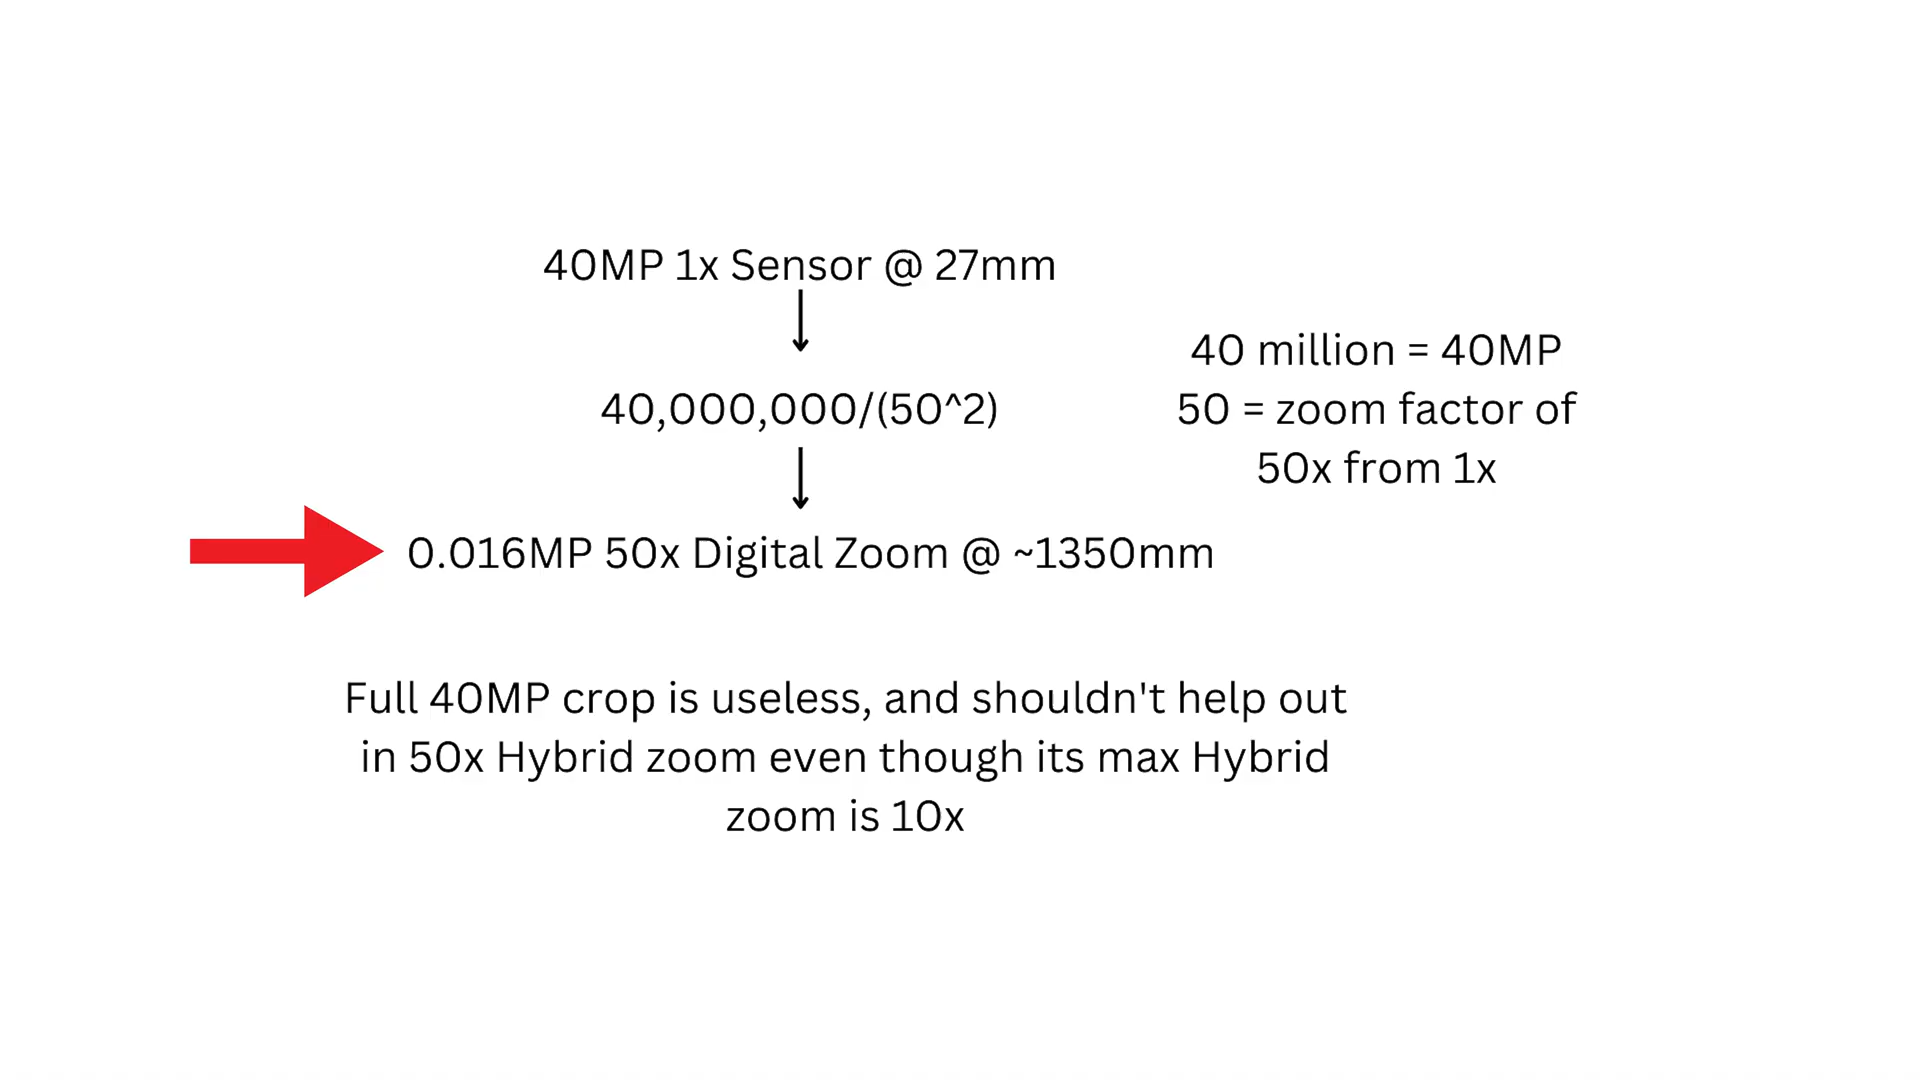 40MP 1x Sensor @ 27mm
40,000,000/(50^2)
0.016MP 50x Digital Zoom @ ~1350mm
40 million = 40MP
50 = zoom factor of
50x from 1x
Full 40MP crop is useless, and shouldn't help out
in 50x Hybrid zoom even though its max Hybrid
zoom is 10x